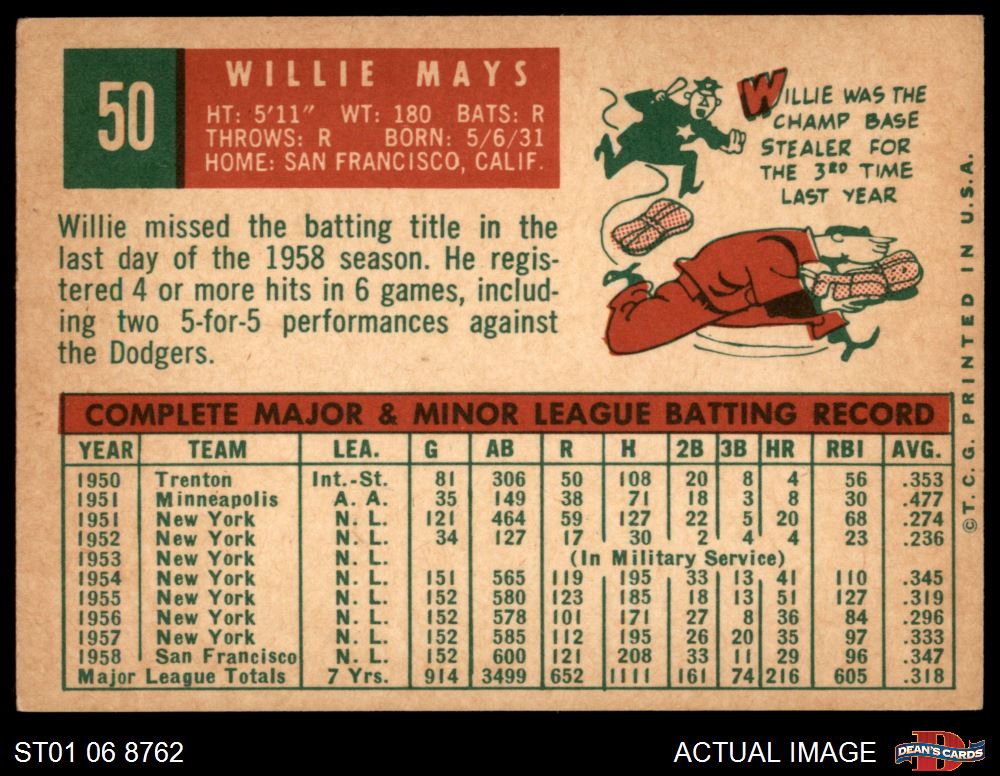 50
WILLIE MAYS
HT: 5'11" WT: 180 BATS: R
THROWS: R BORN: 5/6/31
HOME: SAN FRANCISCO, CALIF.
WILLIE WAS THE
CHAMP BASE
STEALER FOR
THE 3RD TIME
LAST YEAR
Willie missed the batting title in the
last day of the 1958 season. He regis-
tered 4 or more hits in 6 games, includ-
ing two 5-for-5 performances against
the Dodgers.
COMPLETE MAJOR & MINOR LEAGUE BATTING RECORD
YEAR TEAM LEA. G AB R H 2B 3B HR RBI AVG.
1950 Trenton Int.-St. 81 306 50 108 20 8 4 56 .353
1951 Minneapolis A. A. 35 149 38 71 18 3 8 30 .477
1951 New York N. L. 121 464 59 127 22 5 20 68 .274
1952 New York N. L. 34 127 17 30 2 4 4 23 .236
1953 New York N. L. (In Military Service)
1954 New York N. L. 151 565 119 195 33 13 41 110 .345
1955 New York N. L. 152 580 123 185 18 13 51 127 .319
1956 New York N. L. 152 578 101 171 27 8 36 84 .296
1957 New York N. L. 152 585 112 195 26 20 35 97 .333
1958 San Francisco N. L. 152 600 121 208 33 11 29 96 .347
Major League Totals 7 Yrs. 914 3499 652 1111 161 74 216 605 .318
©T. C. G. PRINTED IN U.S.A.
ST01 06 8762
ACTUAL IMAGE
DEAN'S CARDS